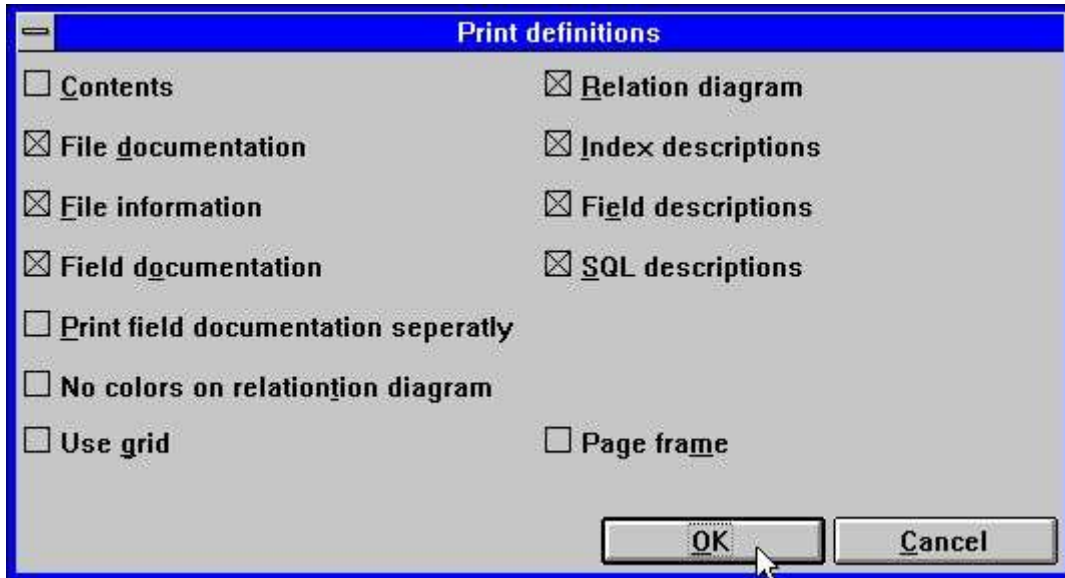 Print definitions
Contents Relation diagram
File documentation Index descriptions
File information Field descriptions
Field documentation SQL descriptions
Print field documentation seperatly
No colors on relationtion diagram
Use grid Page frame
OK Cancel